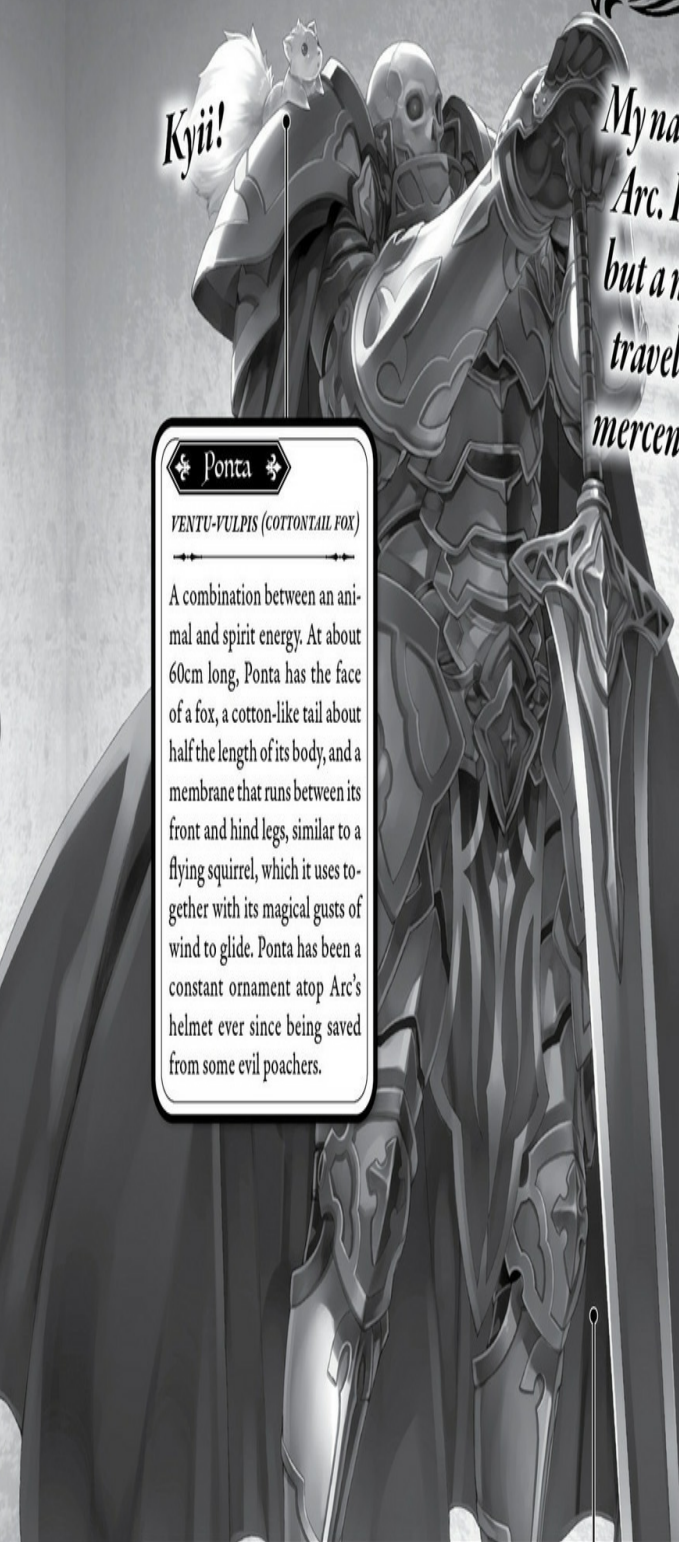 Kyii!
My na
Arc. I
but a
travel
mercen
Ponta
VENTU-VULPIS (COTTONTAIL FOX)
A combination between an ani-
mal and spirit energy. At about
60cm long, Ponta has the face
of a fox, a cotton-like tail about
half the length of its body, and a
membrane that runs between its
front and hind legs, similar to a
flying squirrel, which it uses to-
gether with its magical gusts of
wind to glide. Ponta has been a
constant ornament atop Arc's
helmet ever since being saved
from some evil poachers.